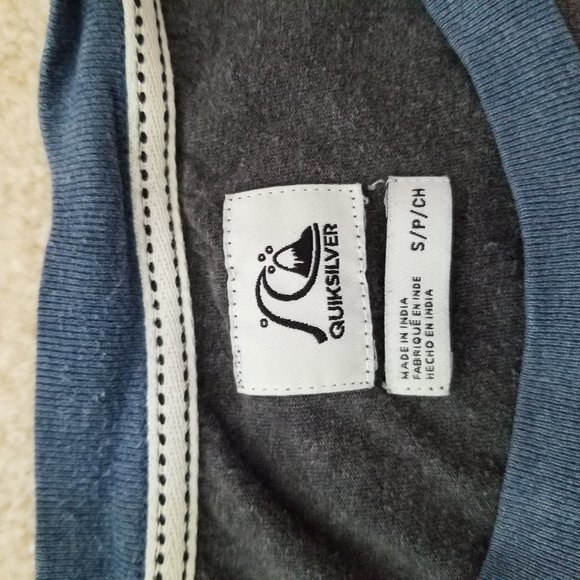 QUIKSILVER
S/P/CH
MADE IN INDIA
FABRIQUÉ EN INDE
HECHO EN INDIA